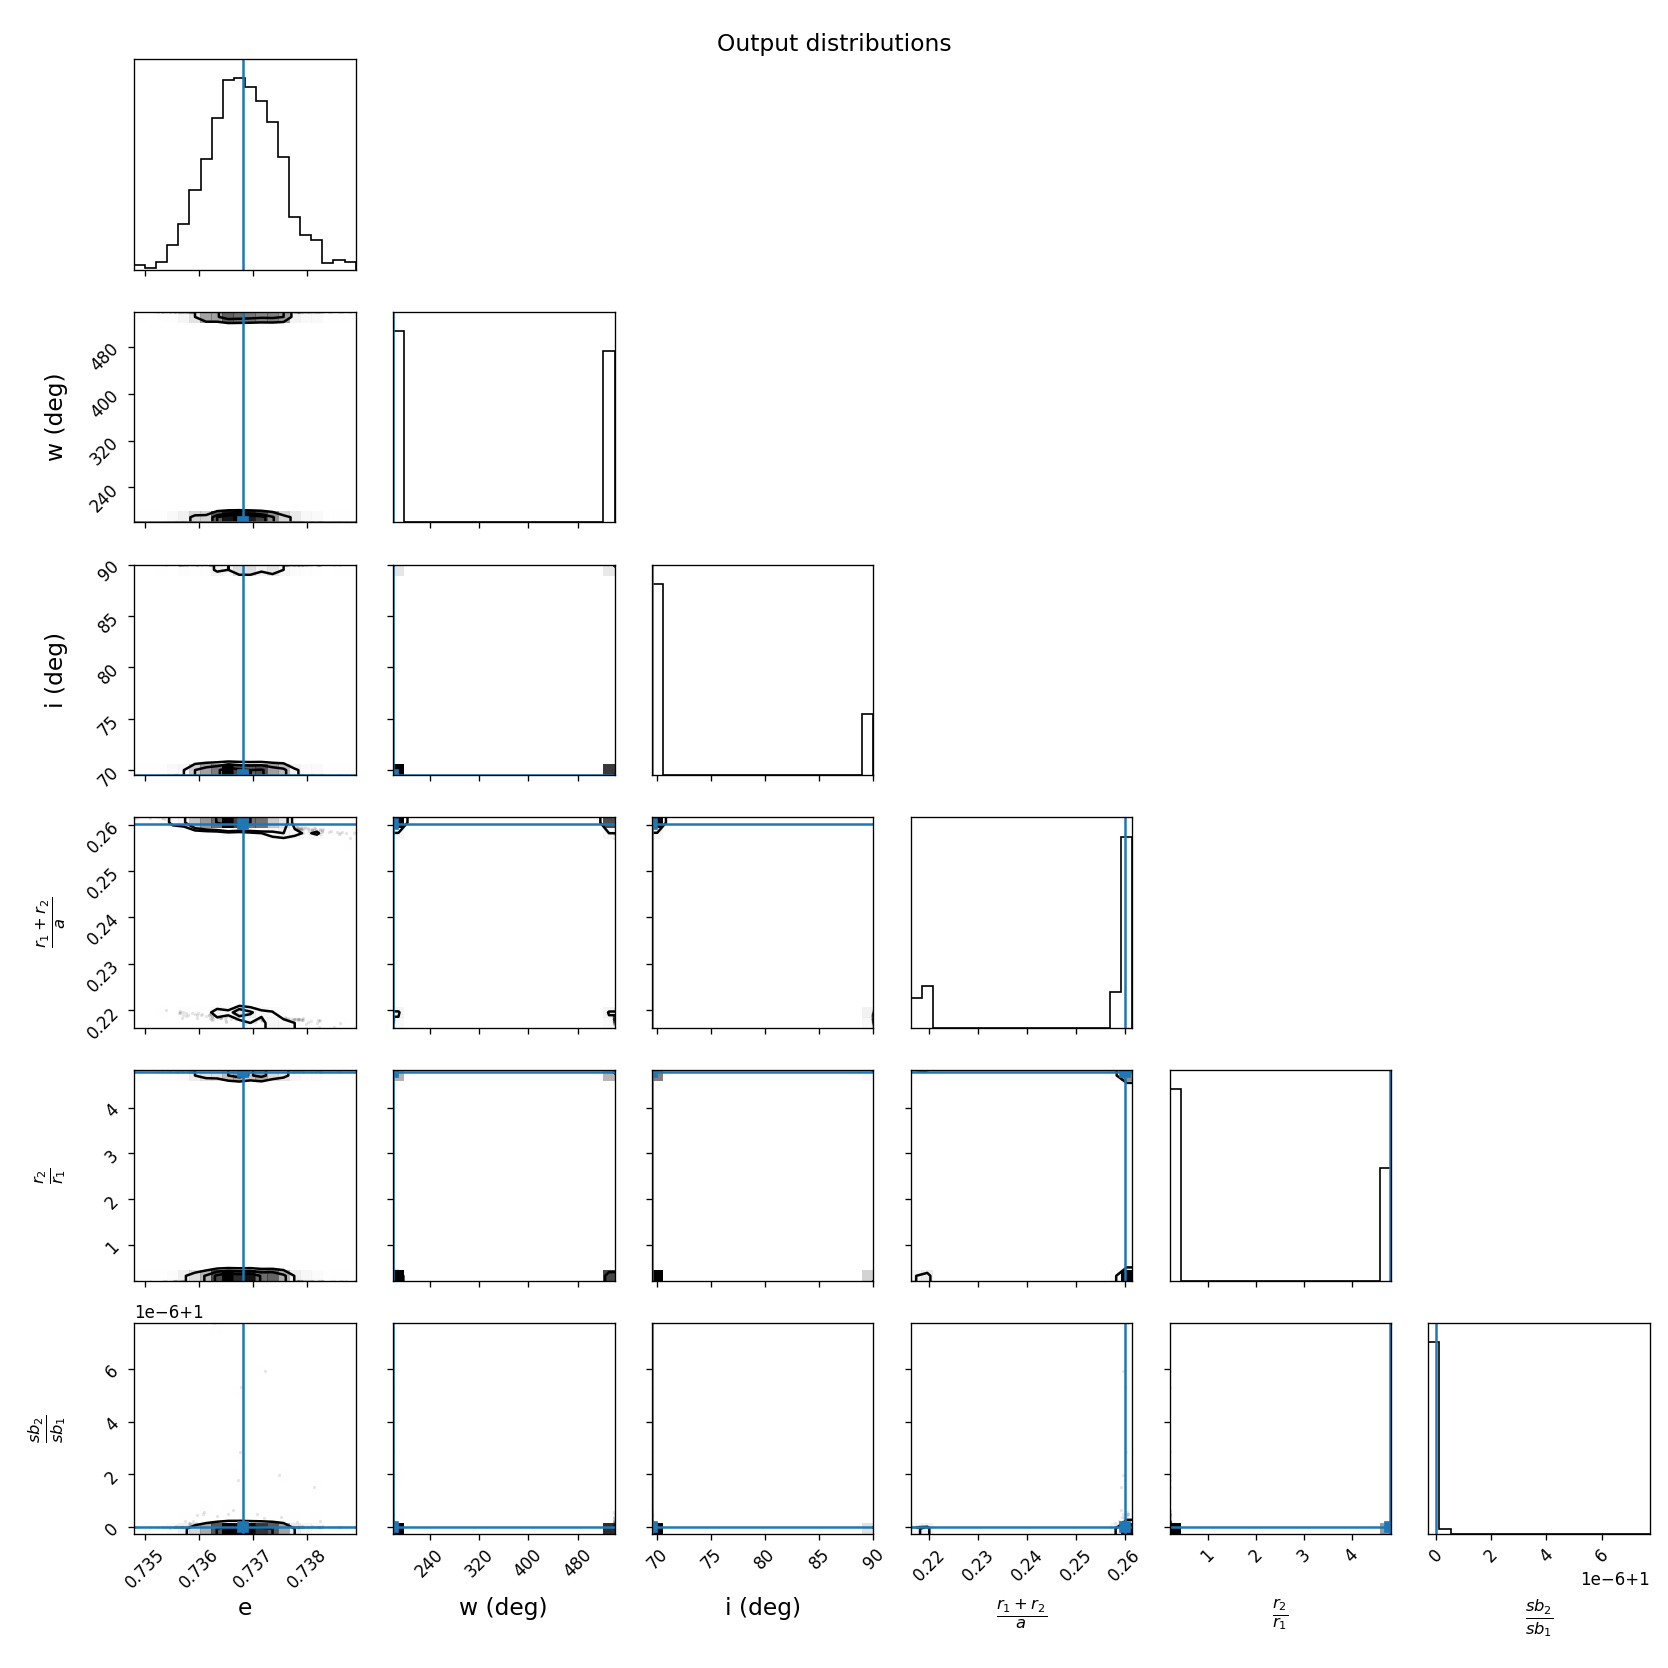 Output distributions
w (deg)
480
400
320
240
i (deg)
90
85
80
75
70
r₁ + r₂
a
0.26
0.25
0.24
0.23
0.22
r₂
r₁
4
3
2
1
1e−6+1
sb₂
sb₁
6
4
2
0
0.735 0.736 0.737 0.738
240 320 400 480
70 75 80 85 90
0.22 0.23 0.24 0.25 0.26
1 2 3 4
0 2 4 6
1e−6+1
e
w (deg)
i (deg)
r₁ + r₂
a
r₂
r₁
sb₂
sb₁